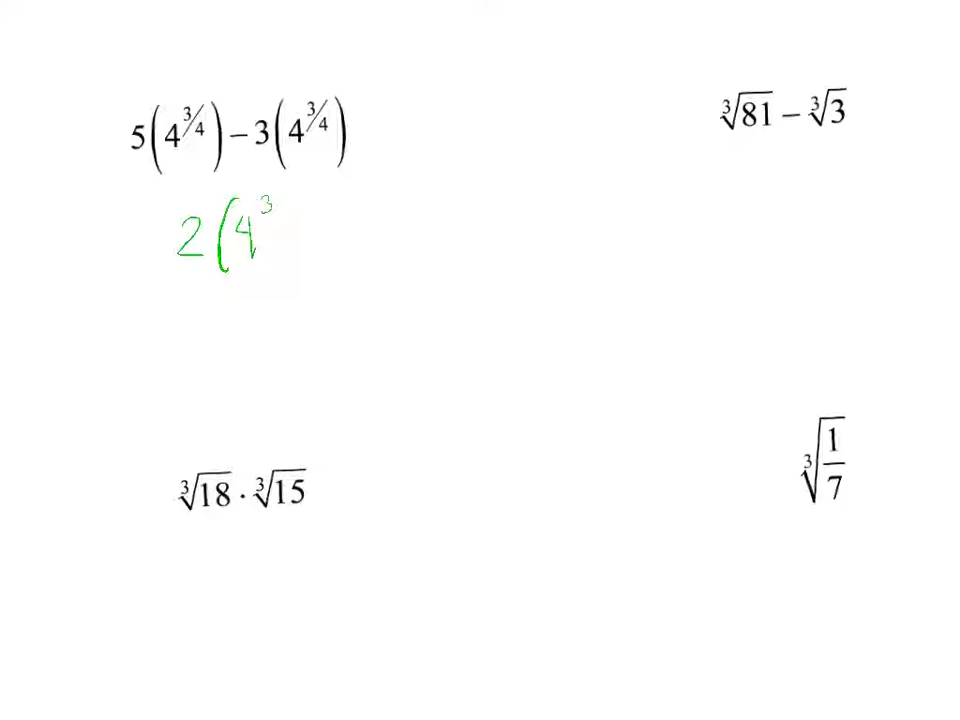 5(4^{3/4}) − 3(4^{3/4})
∛81 − ∛3
2(4^3
∛18 · ∛15
∛(1/7)